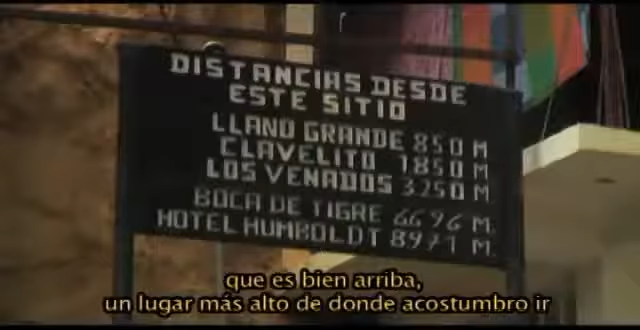 DISTANCIAS DESDE
ESTE SITIO
LLANO GRANDE 850 M
CLAVELITO 1850 M
LOS VENADOS 3250 M
BOCA DE TIGRE 6696 M.
HOTEL HUMBOLDT 8971 M.
que es bien arriba,
un lugar más alto de donde acostumbro ir